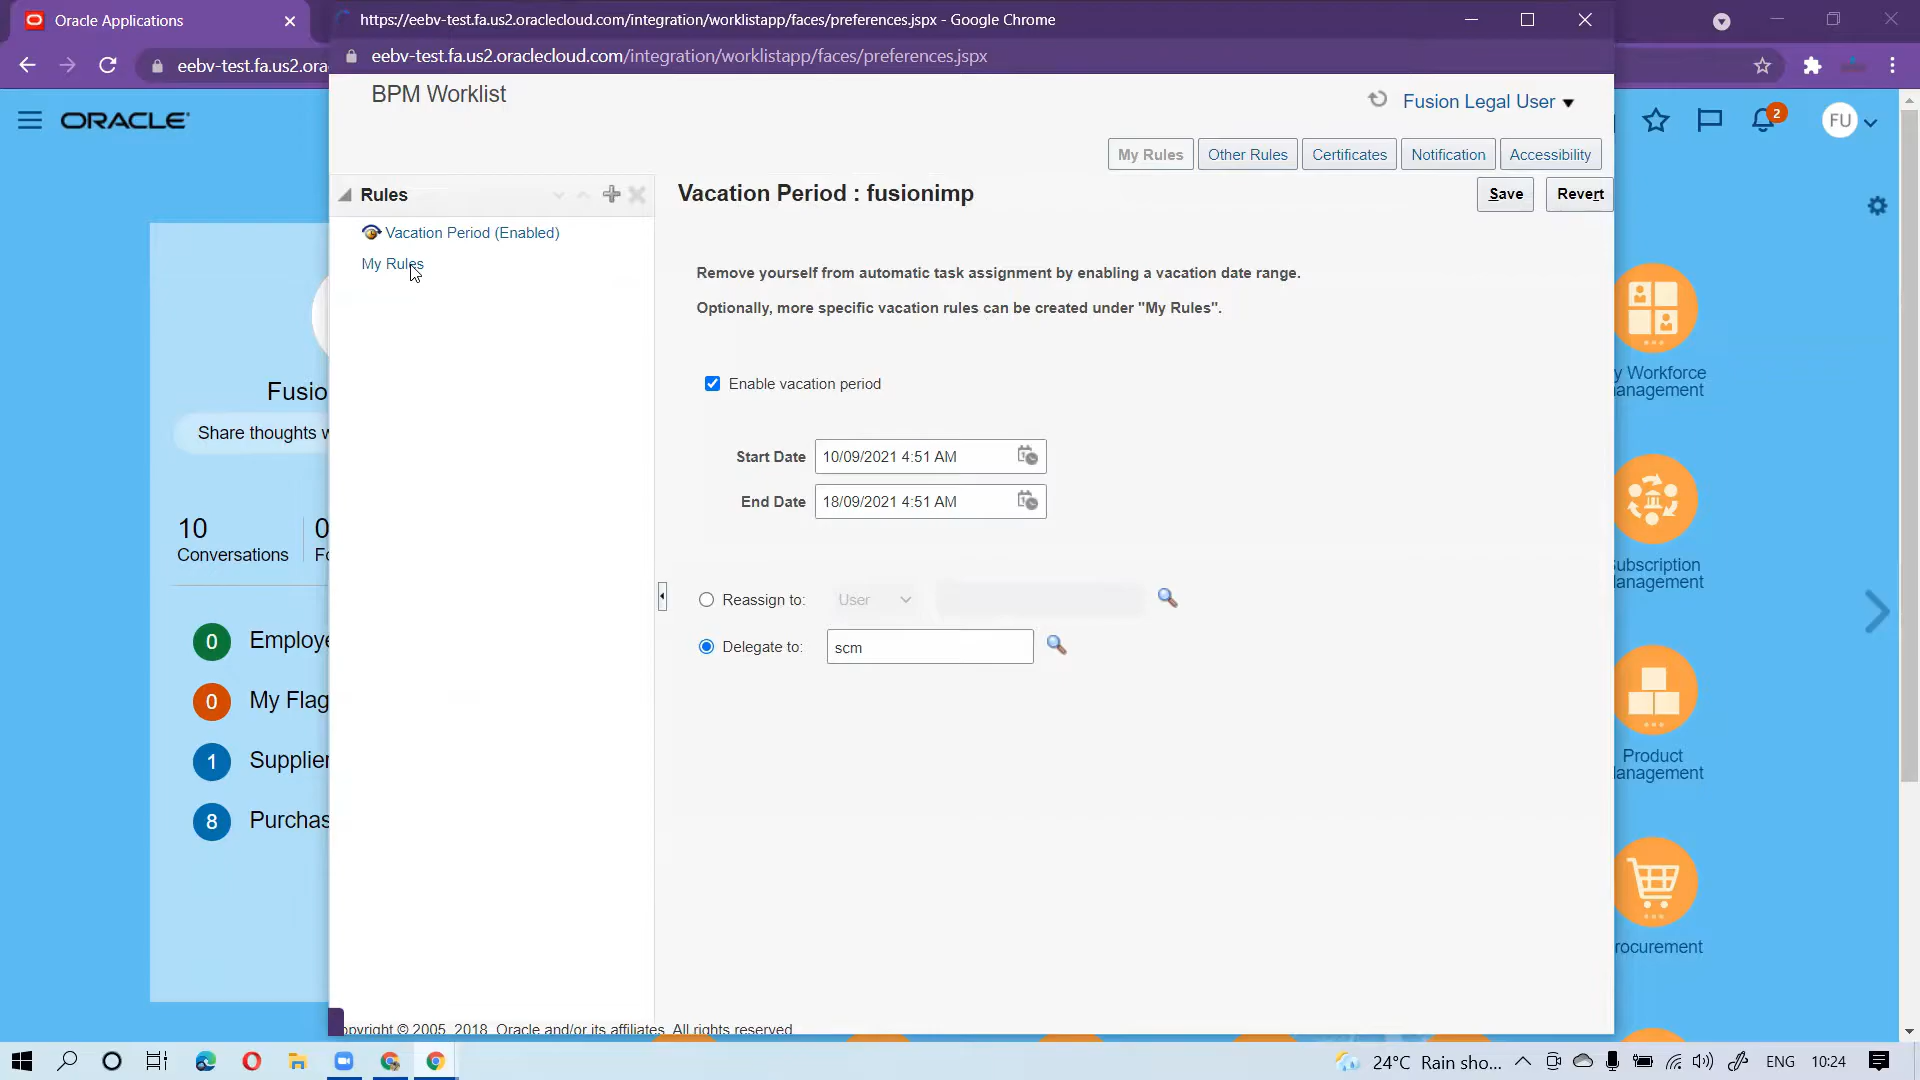 Oracle Applications
https://eebv-test.fa.us2.oraclecloud.com/integration/worklistapp/faces/preferences.jspx - Google Chrome
eebv-test.fa.us2.ora
eebv-test.fa.us2.oraclecloud.com/integration/worklistapp/faces/preferences.jspx
BPM Worklist
Fusion Legal User
ORACLE
2
FU
My Rules
Other Rules
Certificates
Notification
Accessibility
Rules
Vacation Period : fusionimp
Save
Revert
Vacation Period (Enabled)
My Rules
Remove yourself from automatic task assignment by enabling a vacation date range.
Optionally, more specific vacation rules can be created under "My Rules".
Enable vacation period
Start Date
10/09/2021 4:51 AM
End Date
18/09/2021 4:51 AM
Reassign to:
User
Delegate to:
scm
Fusio
Share thoughts w
10
Conversations
0
Fo
0
Employe
0
My Flag
1
Supplier
8
Purchas
y Workforce
anagement
ubscription
anagement
Product
anagement
rocurement
opyright © 2005, 2018, Oracle and/or its affiliates. All rights reserved
24°C Rain sho...
ENG
10:24